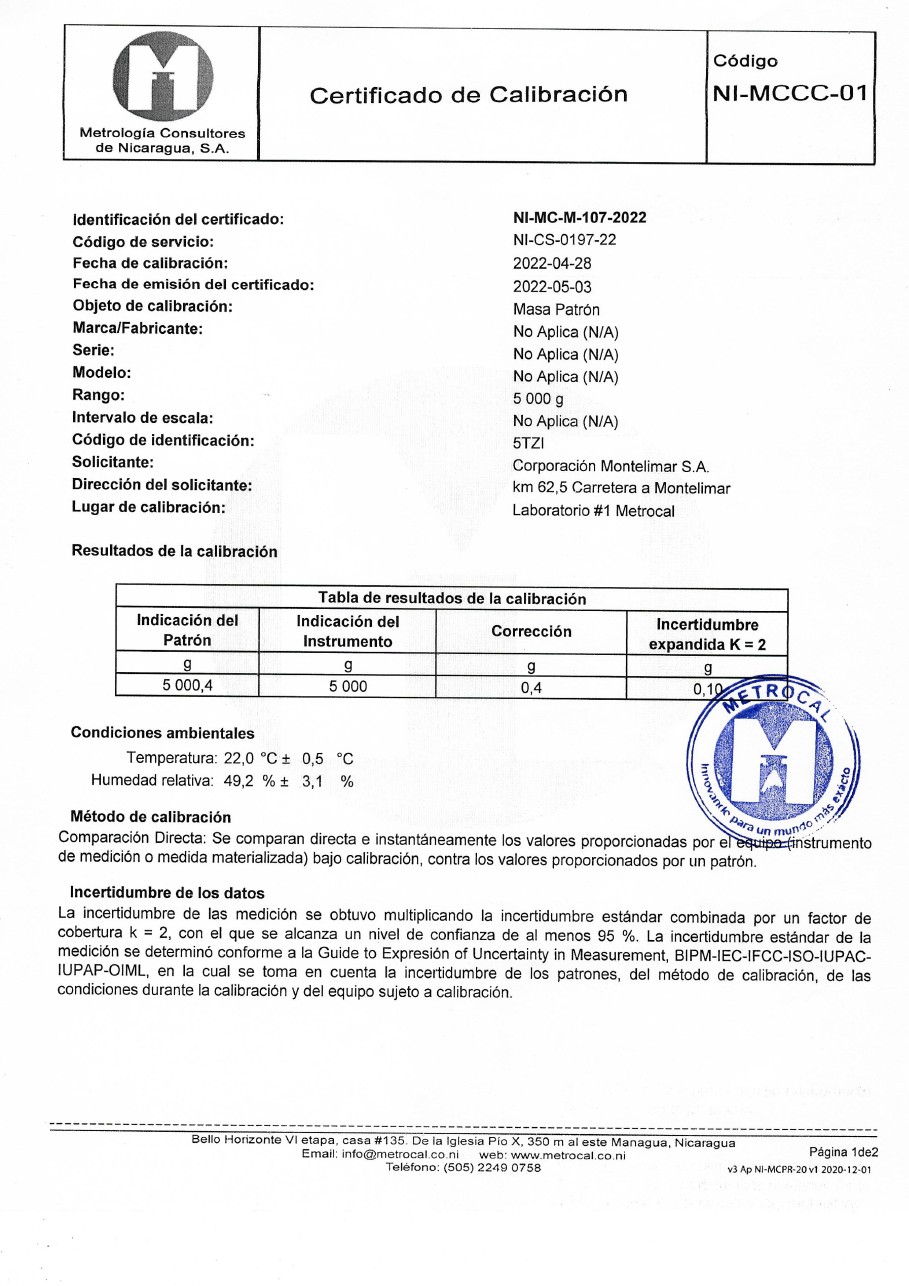 Metrología Consultores
de Nicaragua, S.A.
Certificado de Calibración
Código
NI-MCCC-01
Identificación del certificado: NI-MC-M-107-2022
Código de servicio: NI-CS-0197-22
Fecha de calibración: 2022-04-28
Fecha de emisión del certificado: 2022-05-03
Objeto de calibración: Masa Patrón
Marca/Fabricante: No Aplica (N/A)
Serie: No Aplica (N/A)
Modelo: No Aplica (N/A)
Rango: 5 000 g
Intervalo de escala: No Aplica (N/A)
Código de identificación: 5TZI
Solicitante: Corporación Montelimar S.A.
Dirección del solicitante: km 62,5 Carretera a Montelimar
Lugar de calibración: Laboratorio #1 Metrocal
Resultados de la calibración
Tabla de resultados de la calibración
Indicación del Patrón Indicación del Instrumento Corrección Incertidumbre expandida K = 2
g g g g
5 000,4 5 000 0,4 0,10
METROCAL
Innovando para un mundo más exacto
Condiciones ambientales
Temperatura: 22,0 °C ± 0,5 °C
Humedad relativa: 49,2 % ± 3,1 %
Método de calibración
Comparación Directa: Se comparan directa e instantáneamente los valores proporcionadas por el equipo (instrumento
de medición o medida materializada) bajo calibración, contra los valores proporcionados por un patrón.
Incertidumbre de los datos
La incertidumbre de las medición se obtuvo multiplicando la incertidumbre estándar combinada por un factor de
cobertura k = 2, con el que se alcanza un nivel de confianza de al menos 95 %. La incertidumbre estándar de la
medición se determinó conforme a la Guide to Expresión of Uncertainty in Measurement, BIPM-IEC-IFCC-ISO-IUPAC-
IUPAP-OIML, en la cual se toma en cuenta la incertidumbre de los patrones, del método de calibración, de las
condiciones durante la calibración y del equipo sujeto a calibración.
Bello Horizonte VI etapa, casa #135. De la Iglesia Pío X, 350 m al este Managua, Nicaragua
Email: info@metrocal.co.ni web: www.metrocal.co.ni
Teléfono: (505) 2249 0758
Página 1de2
v3 Ap NI-MCPR-20 v1 2020-12-01